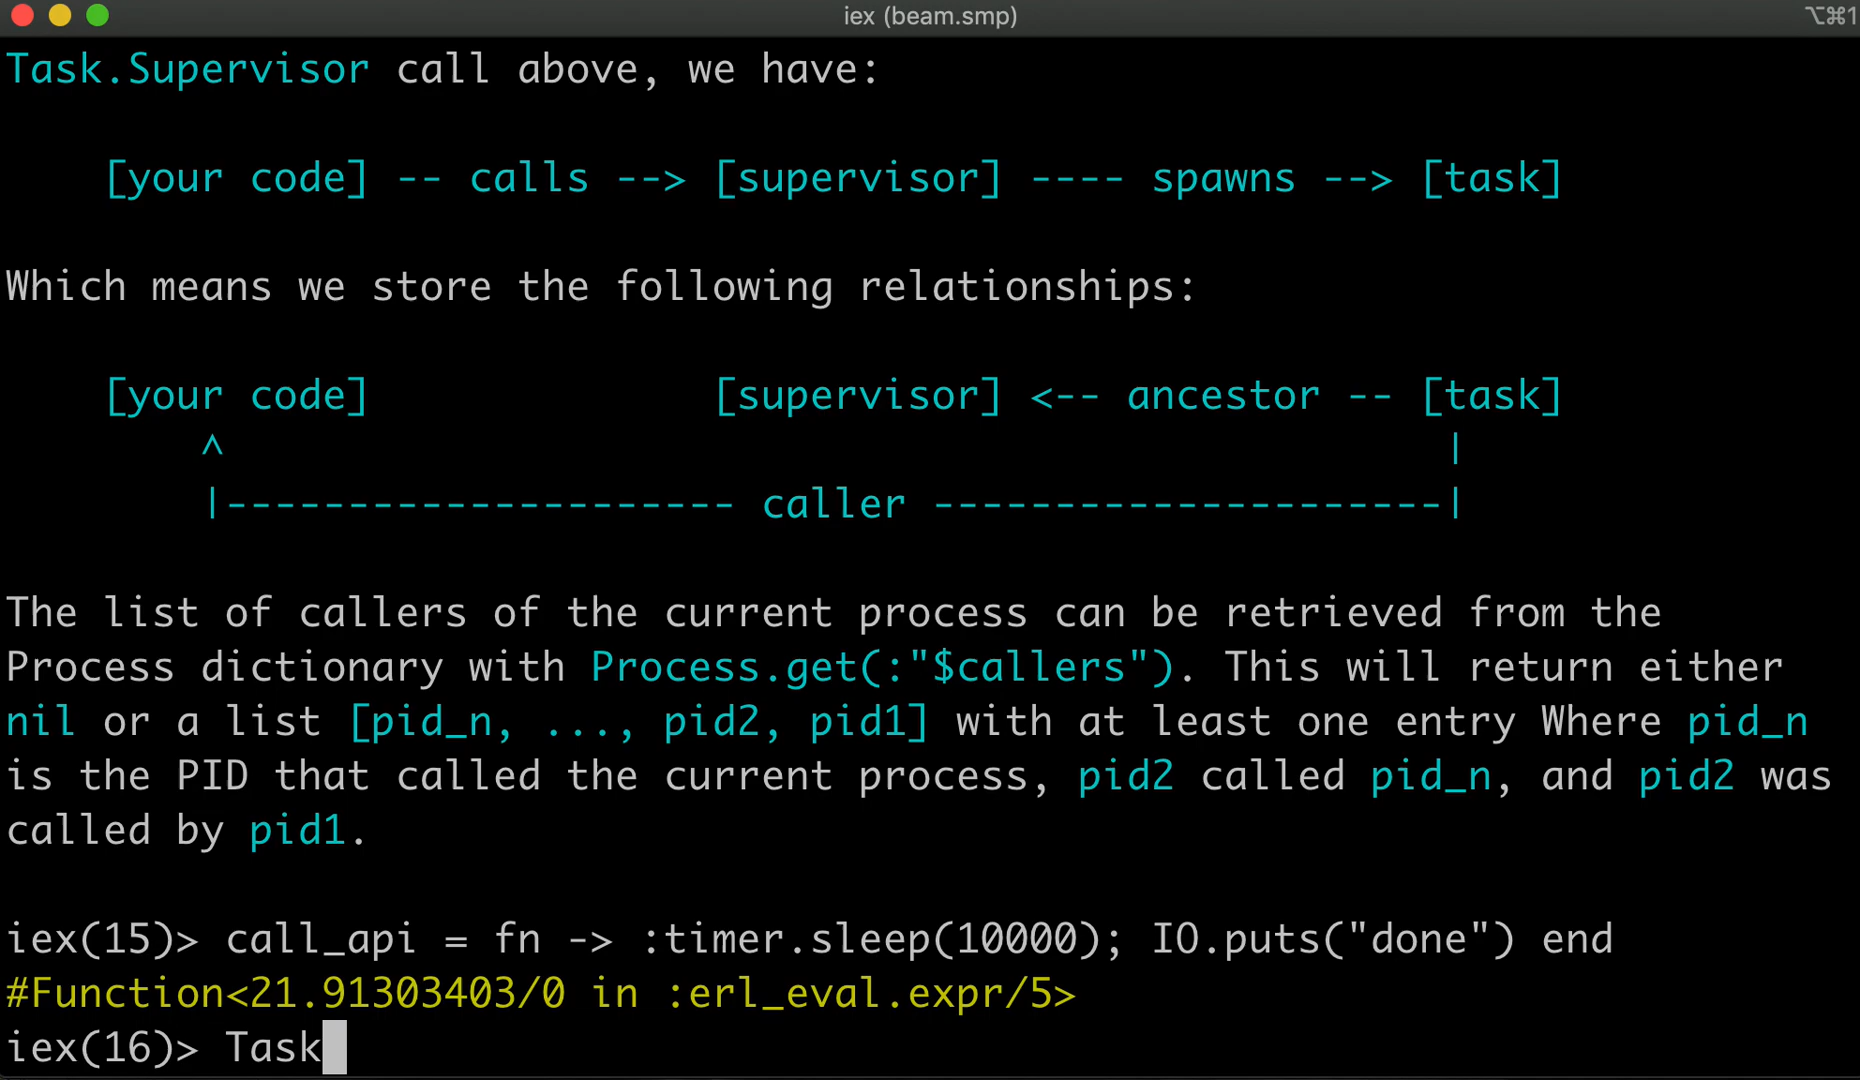 iex (beam.smp)
⌥⌘1
Task.Supervisor call above, we have:
[your code] -- calls --> [supervisor] ---- spawns --> [task]
Which means we store the following relationships:
[your code]              [supervisor] <-- ancestor -- [task]
^                                                  |
|--------------------- caller ---------------------|
The list of callers of the current process can be retrieved from the
Process dictionary with Process.get(:"$callers"). This will return either
nil or a list [pid_n, ..., pid2, pid1] with at least one entry Where pid_n
is the PID that called the current process, pid2 called pid_n, and pid2 was
called by pid1.
iex(15)> call_api = fn -> :timer.sleep(10000); IO.puts("done") end
#Function<21.91303403/0 in :erl_eval.expr/5>
iex(16)> Task